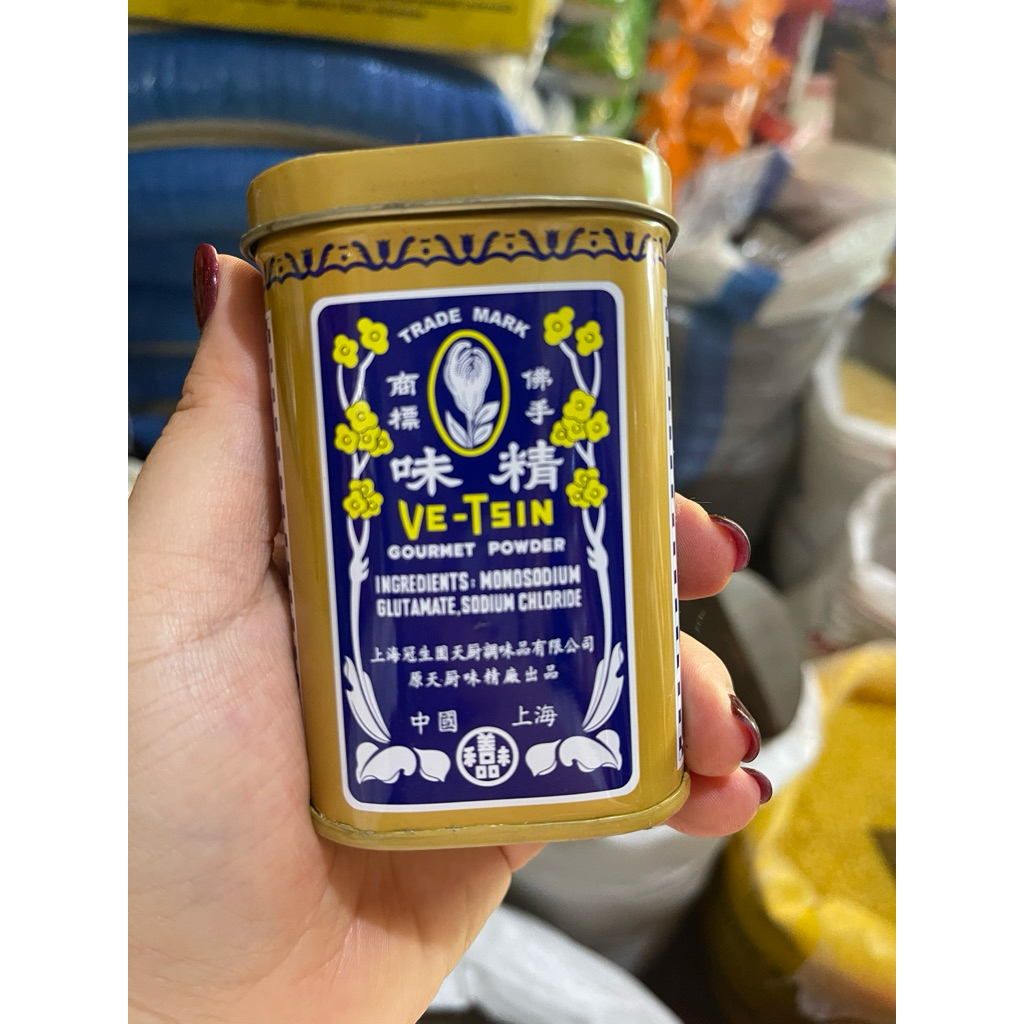 TRADE MARK
商標
佛手
味精
VE-TSIN
GOURMET POWDER
INGREDIENTS: MONOSODIUM
GLUTAMATE, SODIUM CHLORIDE
上海冠生園天厨調味品有限公司
原天厨味精廠出品
中國 上海